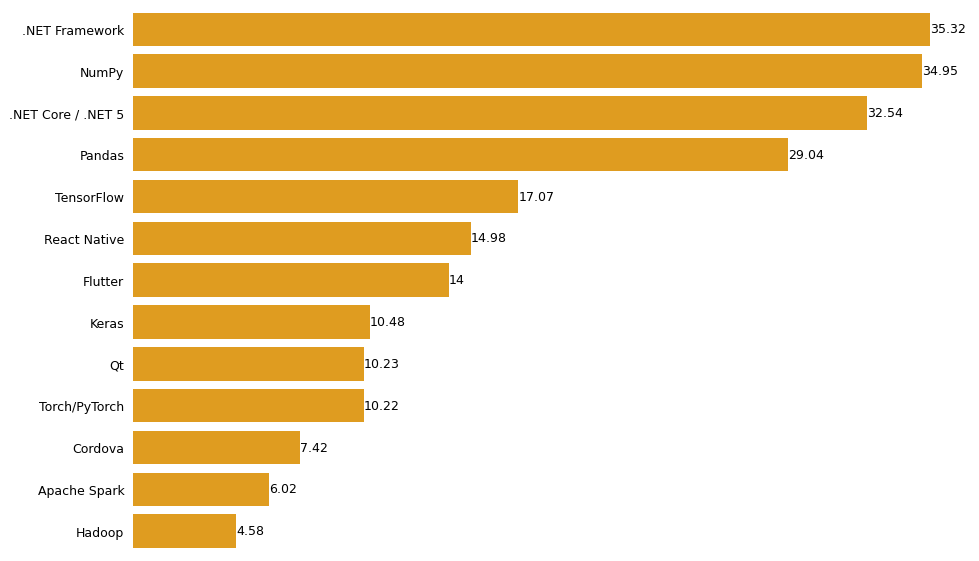 .NET Framework 35.32
NumPy 34.95
.NET Core / .NET 5 32.54
Pandas 29.04
TensorFlow 17.07
React Native 14.98
Flutter 14
Keras 10.48
Qt 10.23
Torch/PyTorch 10.22
Cordova 7.42
Apache Spark 6.02
Hadoop 4.58